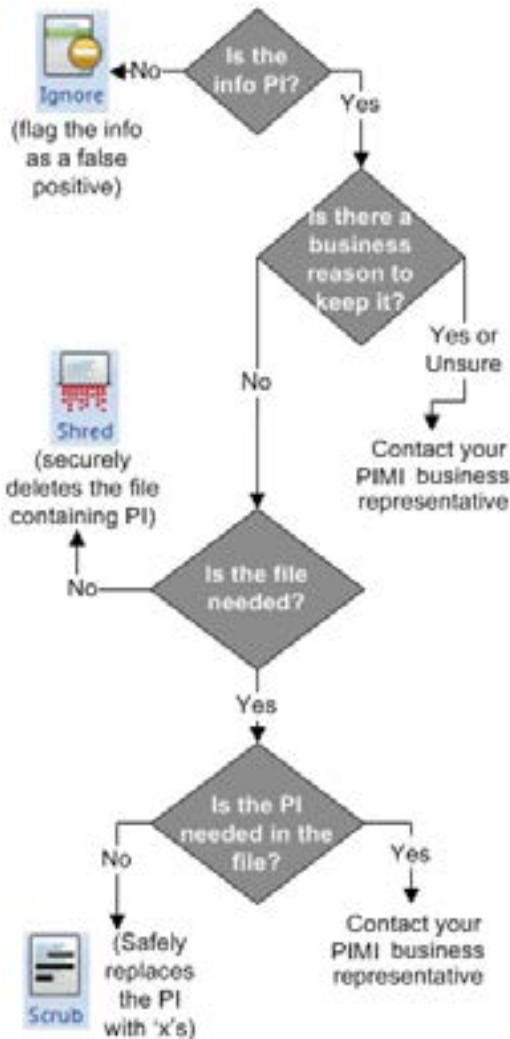 Is the
info PI?
No
Yes
Ignore
(flag the info
as a false
positive)
Is there a
business
reason to
keep it?
No
Yes or
Unsure
Contact your
PIMI business
representative
Shred
(securely
deletes the file
containing PI)
Is the file
needed?
No
Yes
Is the PI
needed in the
file?
No
Yes
Scrub
(Safely
replaces
the PI
with 'x's)
Contact your
PIMI business
representative